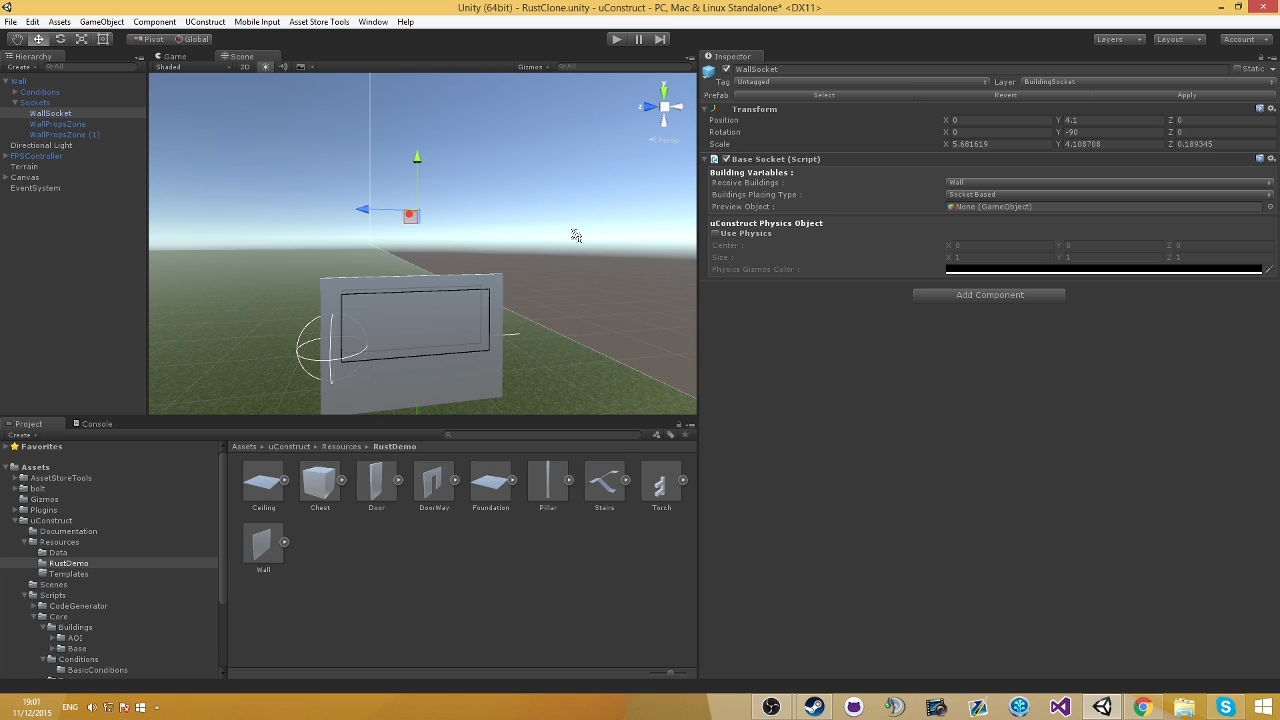 Unity (64bit) - RustClone.unity - uConstruct - PC, Mac & Linux Standalone* <DX11>
File Edit Assets GameObject Component UConstruct Mobile Input Asset Store Tools Window Help
Pivot Global
Layers Layout Account
Hierarchy
Create All
Wall
Conditions
Sockets
WallSocket
WallPropsZone
WallPropsZone (1)
Directional Light
FPSController
Terrain
Canvas
EventSystem
Game Scene
Shaded 2D Gizmos All
y
z
Persp
Inspector
WallSocket Static
Tag Untagged Layer BuildingSocket
Prefab Select Revert Apply
Transform
Position X 0 Y 4.1 Z 0
Rotation X 0 Y -90 Z 0
Scale X 5.681619 Y 4.108708 Z 0.189345
Base Socket (Script)
Building Variables :
Receive Buildings : Wall
Buildings Placing Type : Socket Based
Preview Object : None (GameObject)
uConstruct Physics Object
Use Physics
Center : X 0 Y 0 Z 0
Size : X 1 Y 1 Z 1
Physics Gizmos Color :
Add Component
Project Console
Create
Favorites
Assets
AssetStoreTools
bolt
Gizmos
Plugins
uConstruct
Documentation
Resources
Data
RustDemo
Templates
Scenes
Scripts
CodeGenerator
Core
Buildings
AOI
Base
Conditions
BasicConditions
Assets uConstruct Resources RustDemo
Ceiling Chest Door DoorWay Foundation Pillar Stairs Torch
Wall
19:01
11/12/2015
ENG